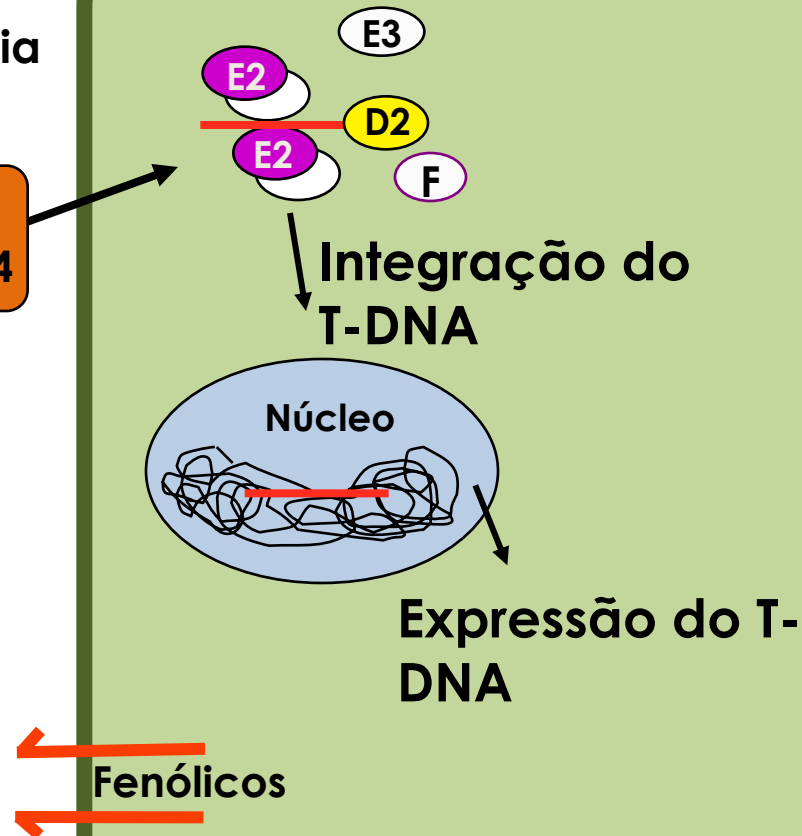 ia
E3
E2
D2
E2
F
4
Integração do
T-DNA
Núcleo
Expressão do T-
DNA
Fenólicos